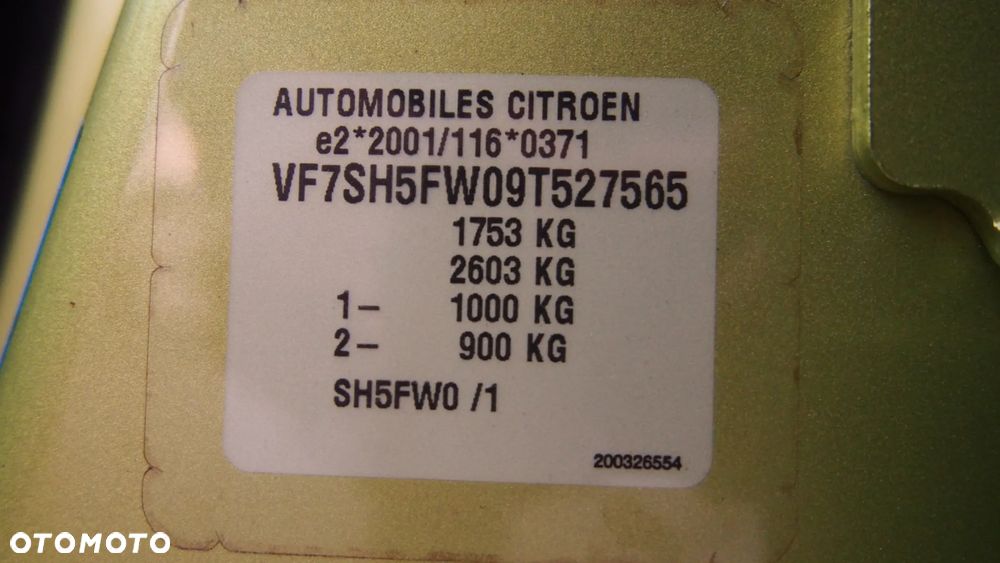 AUTOMOBILES CITROEN
e2*2001/116*0371
VF7SH5FW09T527565
1753 KG
2603 KG
1- 1000 KG
2- 900 KG
SH5FW0 /1
200326554
OTOMOTO